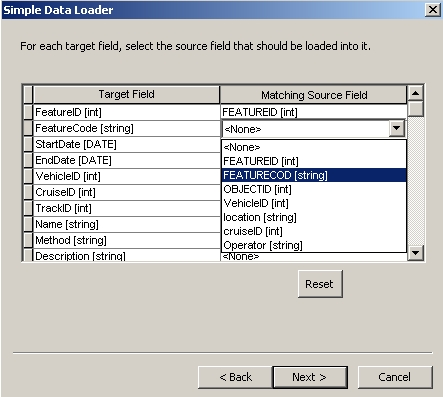 Simple Data Loader
For each target field, select the source field that should be loaded into it.
Target Field Matching Source Field
FeatureID [int] FEATUREID [int]
FeatureCode [string] <None>
StartDate [DATE] <None>
EndDate [DATE] FEATUREID [int]
VehicleID [int] FEATURECOD [string]
CruiseID [int] OBJECTID [int]
TrackID [int] VehicleID [int]
Name [string] location [string]
Method [string] cruiseID [int]
Operator [string]
Description [string] <None>
Reset
< Back Next > Cancel